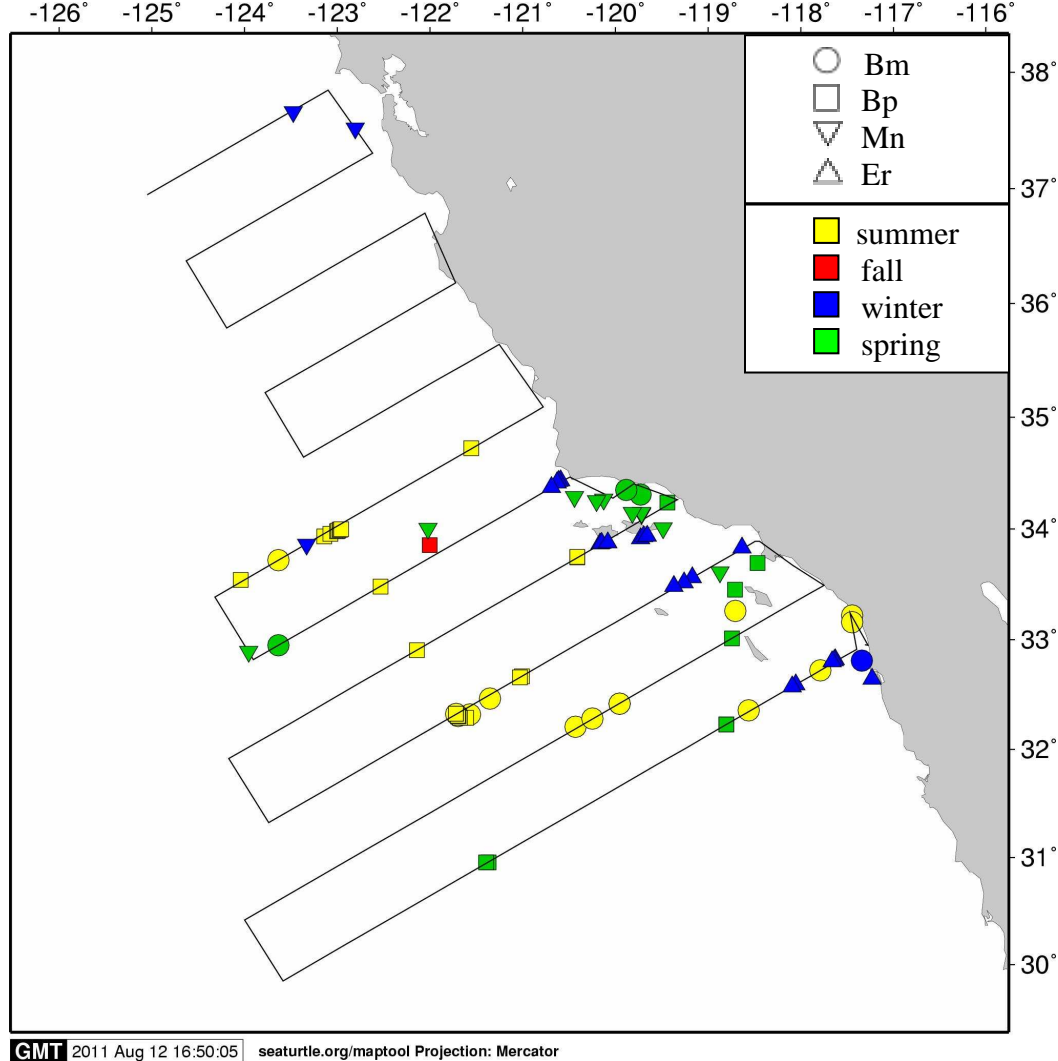 -126° -125° -124° -123° -122° -121° -120° -119° -118° -117° -116°
38°
Bm
Bp
Mn
Er
37°
summer
fall
winter
spring
36°
35°
34°
33°
32°
31°
30°
GMT 2011 Aug 12 16:50:05 seaturtle.org/maptool Projection: Mercator